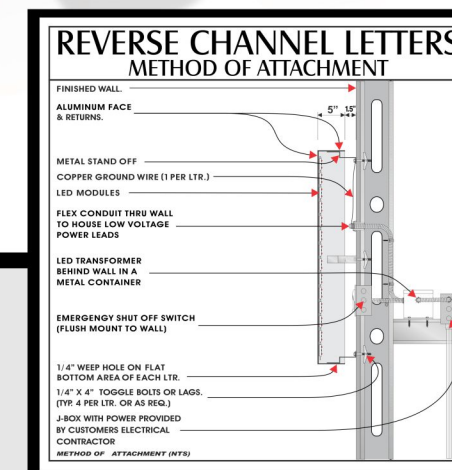 REVERSE CHANNEL LETTERS
METHOD OF ATTACHMENT
FINISHED WALL.
ALUMINUM FACE
& RETURNS.
5" 1.5"
METAL STAND OFF
COPPER GROUND WIRE (1 PER LTR.)
LED MODULES
FLEX CONDUIT THRU WALL
TO HOUSE LOW VOLTAGE
POWER LEADS
LED TRANSFORMER
BEHIND WALL IN A
METAL CONTAINER
EMERGENGY SHUT OFF SWITCH
(FLUSH MOUNT TO WALL)
1/4" WEEP HOLE ON FLAT
BOTTOM AREA OF EACH LTR.
1/4" X 4" TOGGLE BOLTS OR LAGS.
(TYP. 4 PER LTR. OR AS REQ.)
J-BOX WITH POWER PROVIDED
BY CUSTOMERS ELECTRICAL
CONTRACTOR
METHOD OF ATTACHMENT (NTS)